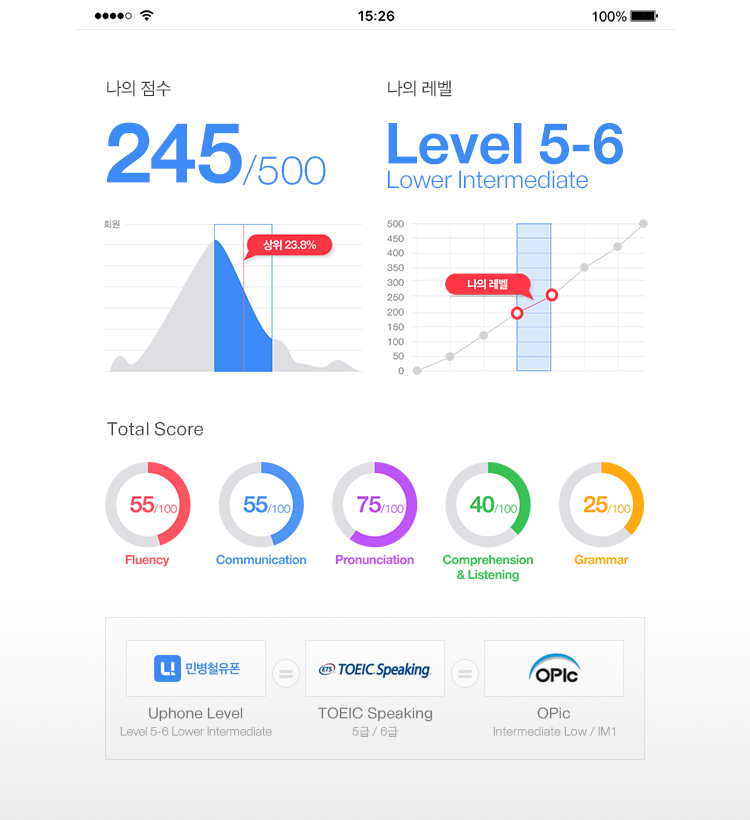 15:26
100%
나의 점수
245/500
나의 레벨
Level 5-6
Lower Intermediate
회원
상위 23.8%
500
450
400
350
300
250
200
150
100
50
0
나의 레벨
Total Score
55/100
Fluency
55/100
Communication
75/100
Pronunciation
40/100
Comprehension
& Listening
25/100
Grammar
U!
민병철유폰
Uphone Level
Level 5-6 Lower Intermediate
=
ETS TOEIC Speaking
TOEIC Speaking
5급 / 6급
=
OPIc
OPic
Intermediate Low / IM1